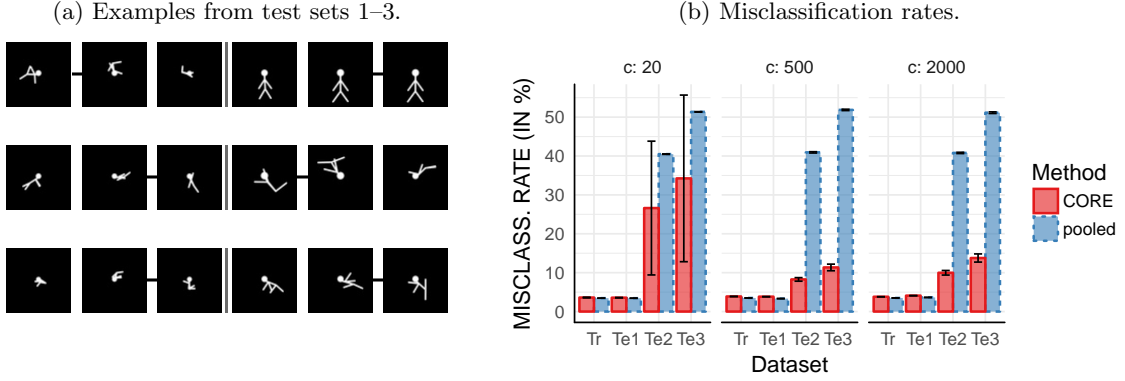 (a) Examples from test sets 1–3.
(b) Misclassification rates.
c: 20
c: 500
c: 2000
MISCLASS. RATE (IN %)
50
40
30
20
10
0
Tr Te1 Te2 Te3
Tr Te1 Te2 Te3
Tr Te1 Te2 Te3
Dataset
Method
CORE
pooled